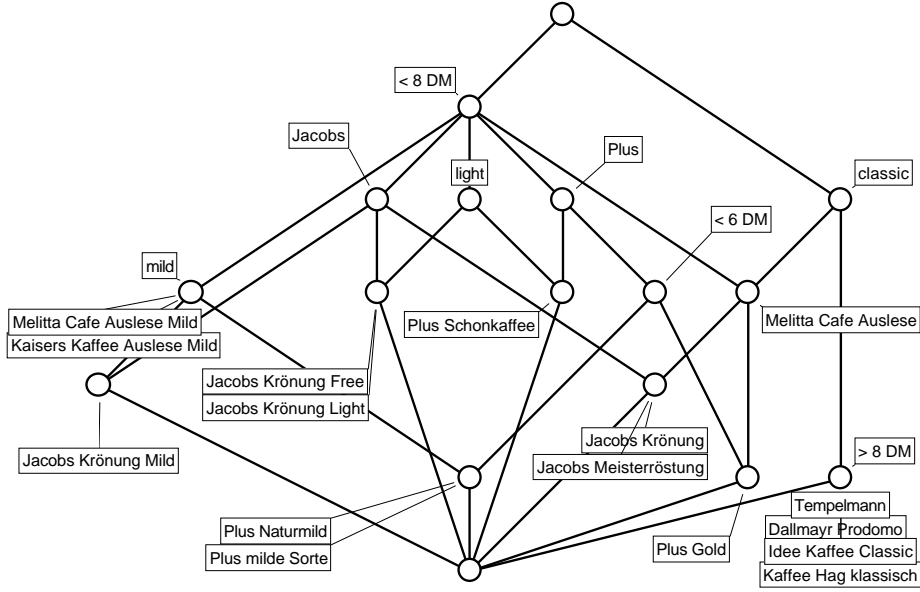 < 8 DM
Jacobs
Plus
light
classic
< 6 DM
mild
Melitta Cafe Auslese Mild
Kaisers Kaffee Auslese Mild
Plus Schonkaffee
Melitta Cafe Auslese
Jacobs Krönung Free
Jacobs Krönung Light
Jacobs Krönung Mild
Jacobs Krönung
Jacobs Meisterröstung
> 8 DM
Tempelmann
Dallmayr Prodomo
Idee Kaffee Classic
Kaffee Hag klassisch
Plus Naturmild
Plus milde Sorte
Plus Gold